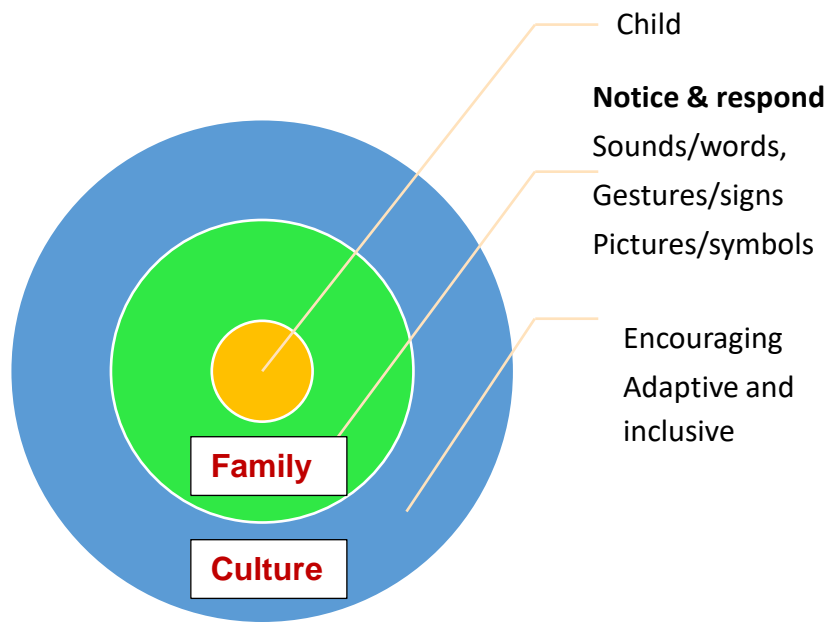 Child
Notice & respond
Sounds/words,
Gestures/signs
Pictures/symbols
Encouraging
Adaptive and
inclusive
Family
Culture